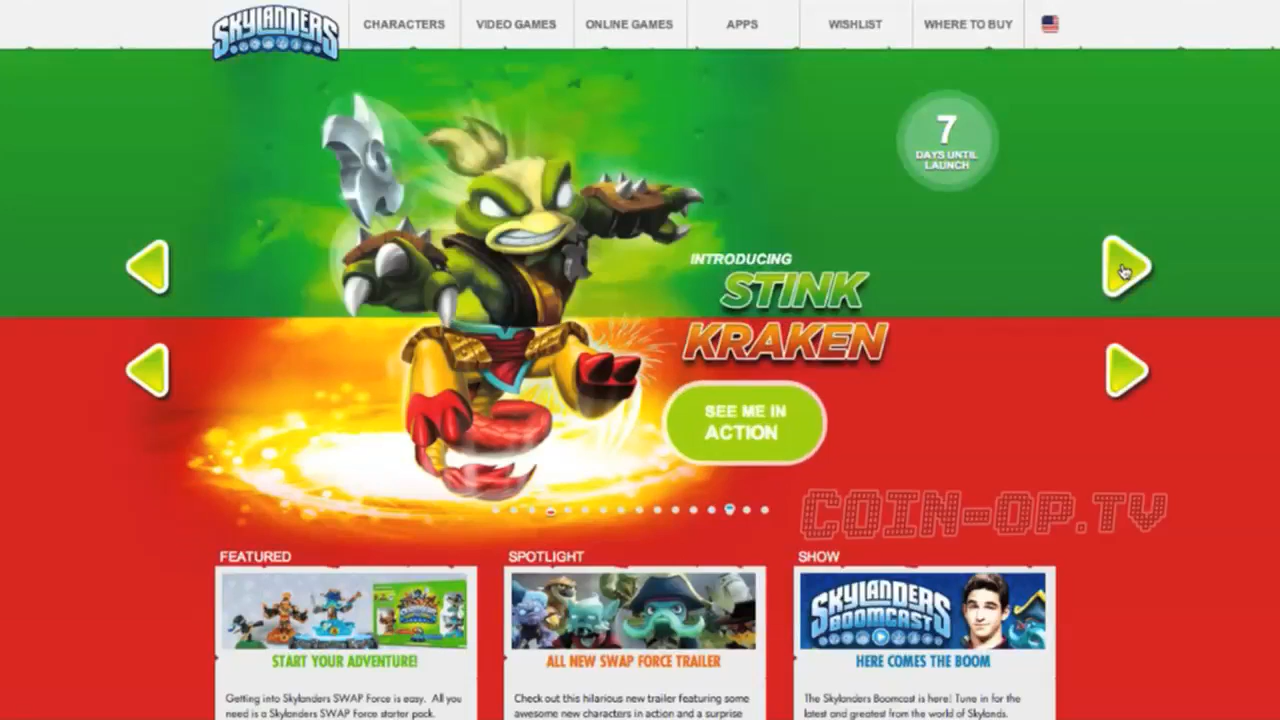 SKYLANDERS
CHARACTERS
VIDEO GAMES
ONLINE GAMES
APPS
WISHLIST
WHERE TO BUY
7
DAYS UNTIL
LAUNCH
INTRODUCING
STINK
KRAKEN
SEE ME IN
ACTION
COIN-OP.TV
FEATURED
SPOTLIGHT
SHOW
SKYLANDERS
BOOMCAST
START YOUR ADVENTURE!
ALL NEW SWAP FORCE TRAILER
HERE COMES THE BOOM
Getting into Skylanders SWAP Force is easy. All you
need is a Skylanders SWAP Force starter pack.
Check out this hilarious new trailer featuring some
awesome new characters in action and a surprise
The Skylanders Boomcast is here! Tune in for the
latest and greatest from the world of Skylands.